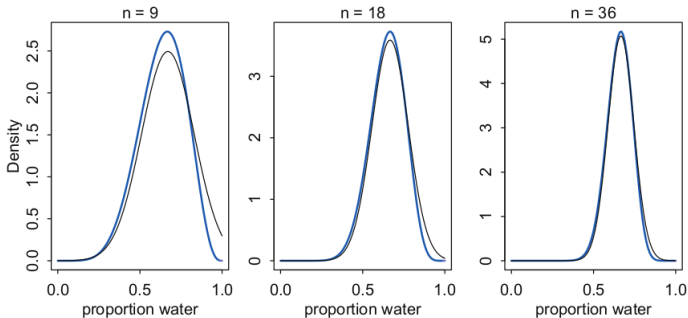 n = 9
n = 18
n = 36
Density
0.0 0.5 1.0 1.5 2.0 2.5
0 1 2 3
0 1 2 3 4 5
0.0 0.5 1.0
0.0 0.5 1.0
0.0 0.5 1.0
proportion water
proportion water
proportion water